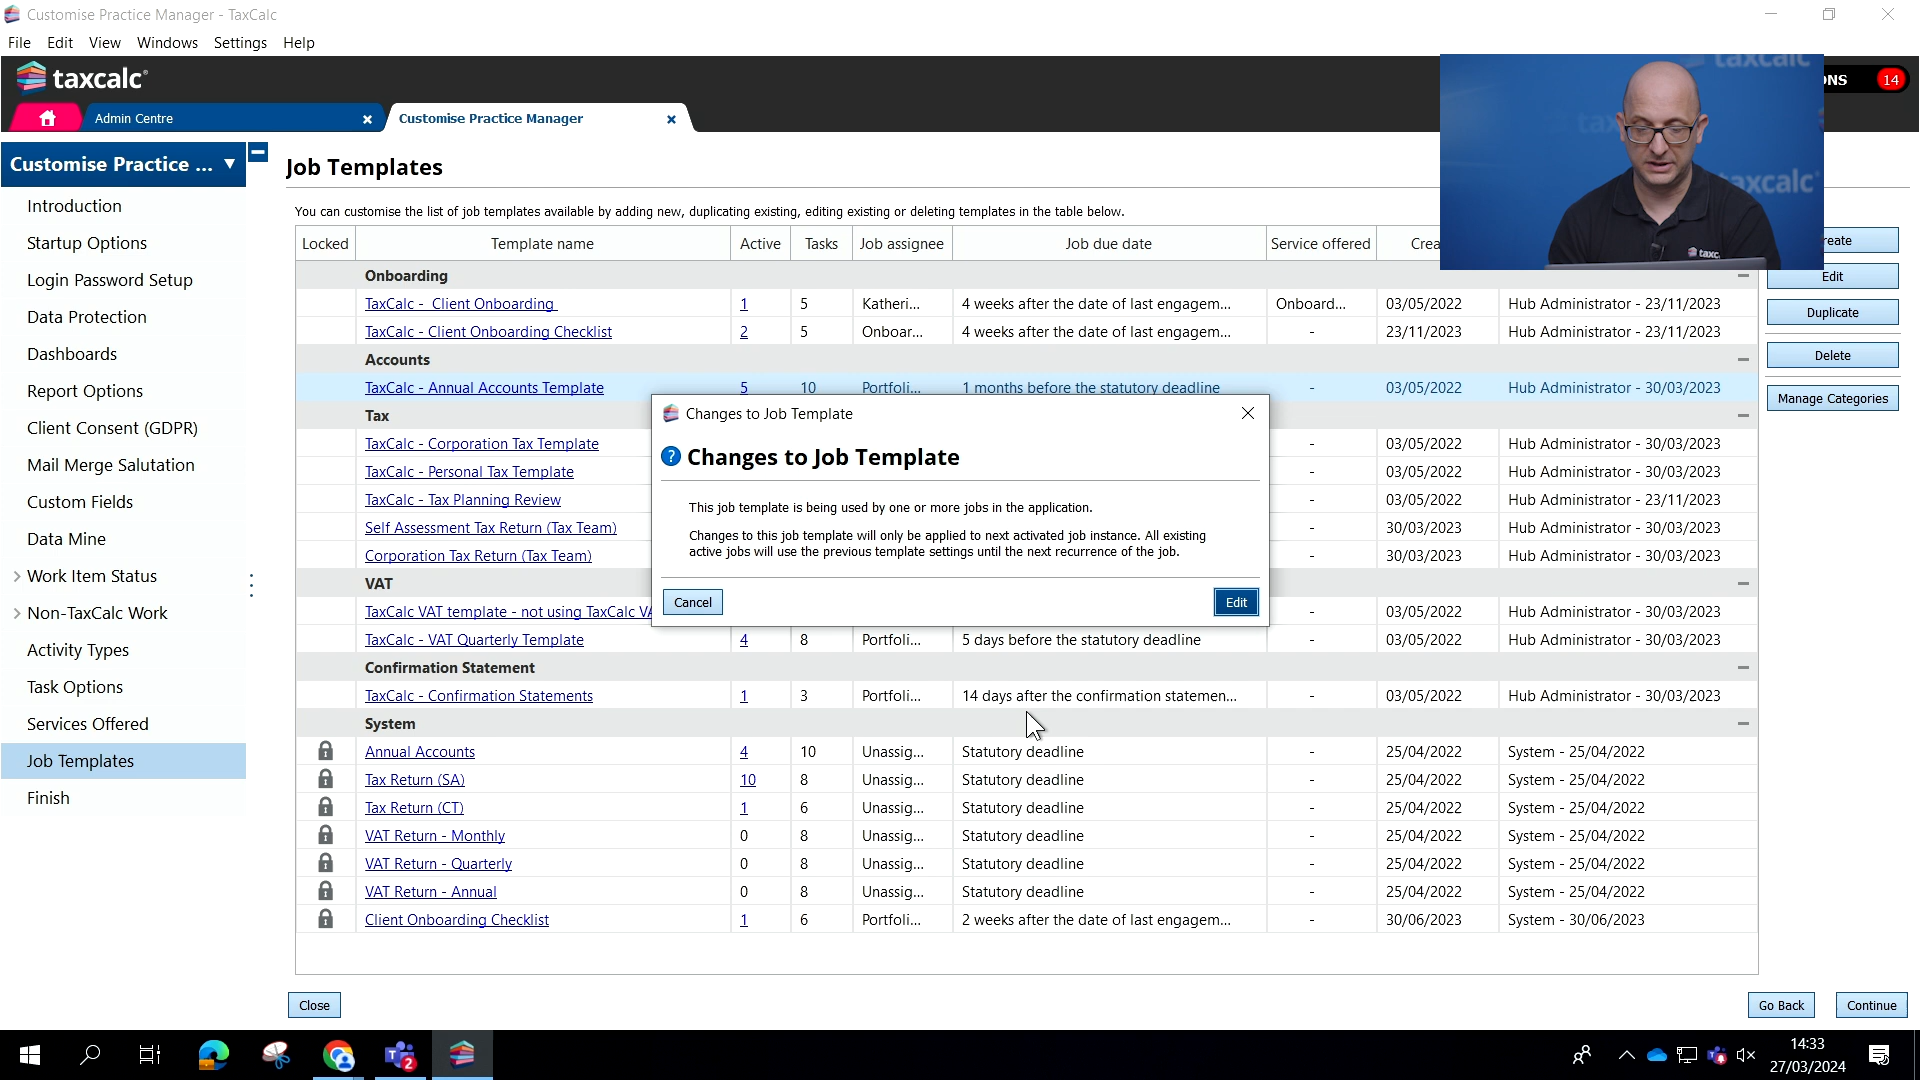 Customise Practice Manager - TaxCalc
File Edit View Windows Settings Help
taxcalc
NS 14
Admin Centre
Customise Practice Manager
Customise Practice ...
Introduction
Startup Options
Login Password Setup
Data Protection
Dashboards
Report Options
Client Consent (GDPR)
Mail Merge Salutation
Custom Fields
Data Mine
Work Item Status
Non-TaxCalc Work
Activity Types
Task Options
Services Offered
Job Templates
Finish
Job Templates
You can customise the list of job templates available by adding new, duplicating existing, editing existing or deleting templates in the table below.
Locked Template name Active Tasks Job assignee Job due date Service offered Crea
Onboarding
TaxCalc - Client Onboarding 1 5 Katheri... 4 weeks after the date of last engagem... Onboard... 03/05/2022 Hub Administrator - 23/11/2023
TaxCalc - Client Onboarding Checklist 2 5 Onboar... 4 weeks after the date of last engagem... - 23/11/2023 Hub Administrator - 23/11/2023
Accounts
TaxCalc - Annual Accounts Template 5 10 Portfoli... 1 months before the statutory deadline - 03/05/2022 Hub Administrator - 30/03/2023
Tax
TaxCalc - Corporation Tax Template - 03/05/2022 Hub Administrator - 30/03/2023
TaxCalc - Personal Tax Template - 03/05/2022 Hub Administrator - 30/03/2023
TaxCalc - Tax Planning Review - 03/05/2022 Hub Administrator - 23/11/2023
Self Assessment Tax Return (Tax Team) - 30/03/2023 Hub Administrator - 30/03/2023
Corporation Tax Return (Tax Team) - 30/03/2023 Hub Administrator - 30/03/2023
VAT
TaxCalc VAT template - not using TaxCalc VA - 03/05/2022 Hub Administrator - 30/03/2023
TaxCalc - VAT Quarterly Template 4 8 Portfoli... 5 days before the statutory deadline - 03/05/2022 Hub Administrator - 30/03/2023
Confirmation Statement
TaxCalc - Confirmation Statements 1 3 Portfoli... 14 days after the confirmation statemen... - 03/05/2022 Hub Administrator - 30/03/2023
System
Annual Accounts 4 10 Unassig... Statutory deadline - 25/04/2022 System - 25/04/2022
Tax Return (SA) 10 8 Unassig... Statutory deadline - 25/04/2022 System - 25/04/2022
Tax Return (CT) 1 6 Unassig... Statutory deadline - 25/04/2022 System - 25/04/2022
VAT Return - Monthly 0 8 Unassig... Statutory deadline - 25/04/2022 System - 25/04/2022
VAT Return - Quarterly 0 8 Unassig... Statutory deadline - 25/04/2022 System - 25/04/2022
VAT Return - Annual 0 8 Unassig... Statutory deadline - 25/04/2022 System - 25/04/2022
Client Onboarding Checklist 1 6 Portfoli... 2 weeks after the date of last engagem... - 30/06/2023 System - 30/06/2023
Changes to Job Template
Changes to Job Template
This job template is being used by one or more jobs in the application.
Changes to this job template will only be applied to next activated job instance. All existing
active jobs will use the previous template settings until the next recurrence of the job.
Cancel Edit
reate
Edit
Duplicate
Delete
Manage Categories
Close Go Back Continue
2
14:33
27/03/2024